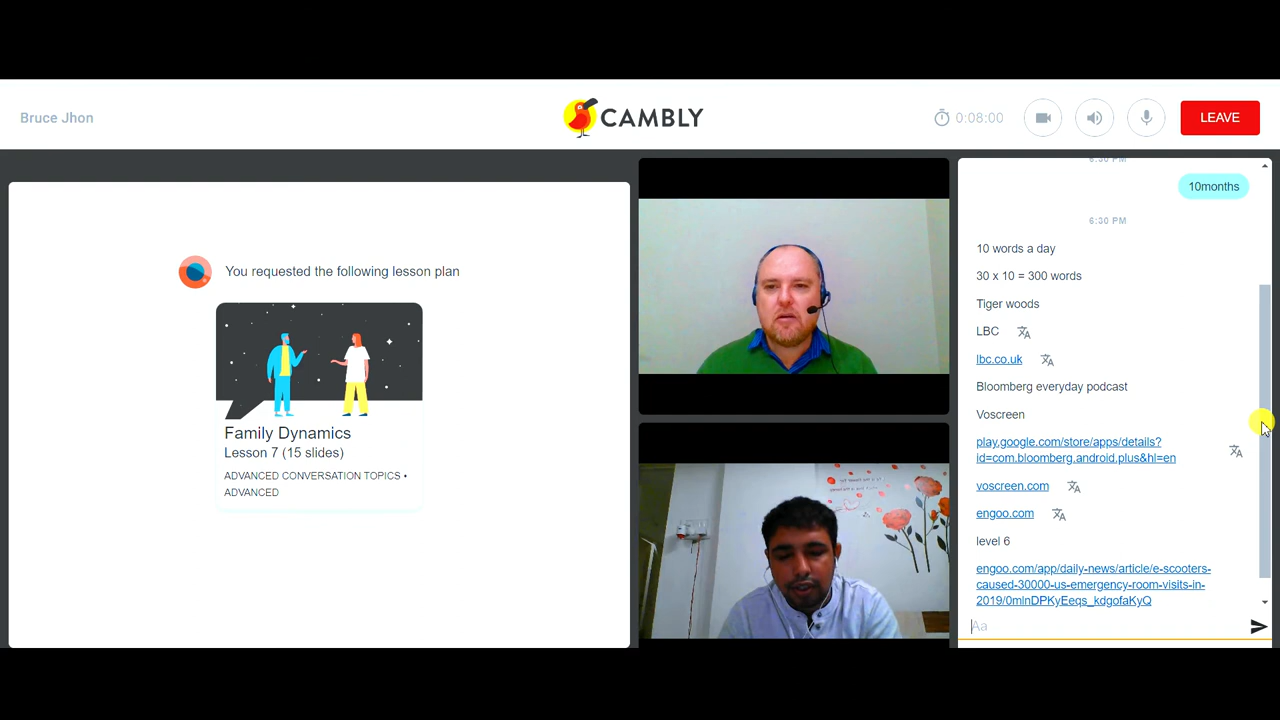 Bruce Jhon
CAMBLY
0:08:00
LEAVE
You requested the following lesson plan
Family Dynamics
Lesson 7 (15 slides)
ADVANCED CONVERSATION TOPICS •
ADVANCED
6:30 PM
10months
6:30 PM
10 words a day
30 x 10 = 300 words
Tiger woods
LBC
lbc.co.uk
Bloomberg everyday podcast
Voscreen
play.google.com/store/apps/details?
id=com.bloomberg.android.plus&hl=en
voscreen.com
engoo.com
level 6
engoo.com/app/daily-news/article/e-scooters-
caused-30000-us-emergency-room-visits-in-
2019/0mlnDPKyEeqs_kdgofaKyQ
Aa